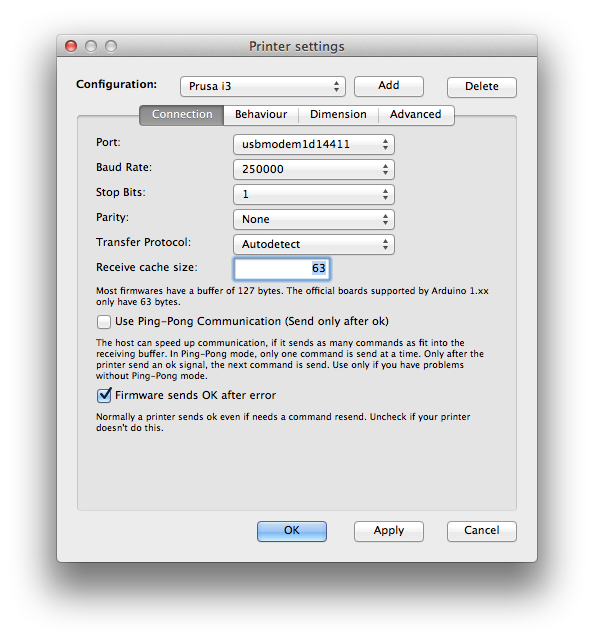 Printer settings
Configuration: Prusa i3 Add Delete
Connection Behaviour Dimension Advanced
Port: usbmodem1d14411
Baud Rate: 250000
Stop Bits: 1
Parity: None
Transfer Protocol: Autodetect
Receive cache size: 63
Most firmwares have a buffer of 127 bytes. The official boards supported by Arduino 1.xx
only have 63 bytes.
Use Ping-Pong Communication (Send only after ok)
The host can speed up communication, if it sends as many commands as fit into the
receiving buffer. In Ping-Pong mode, only one command is send at a time. Only after the
printer send an ok signal, the next command is send. Use only if you have problems
without Ping-Pong mode.
Firmware sends OK after error
Normally a printer sends ok even if needs a command resend. Uncheck if your printer
doesn't do this.
OK Apply Cancel